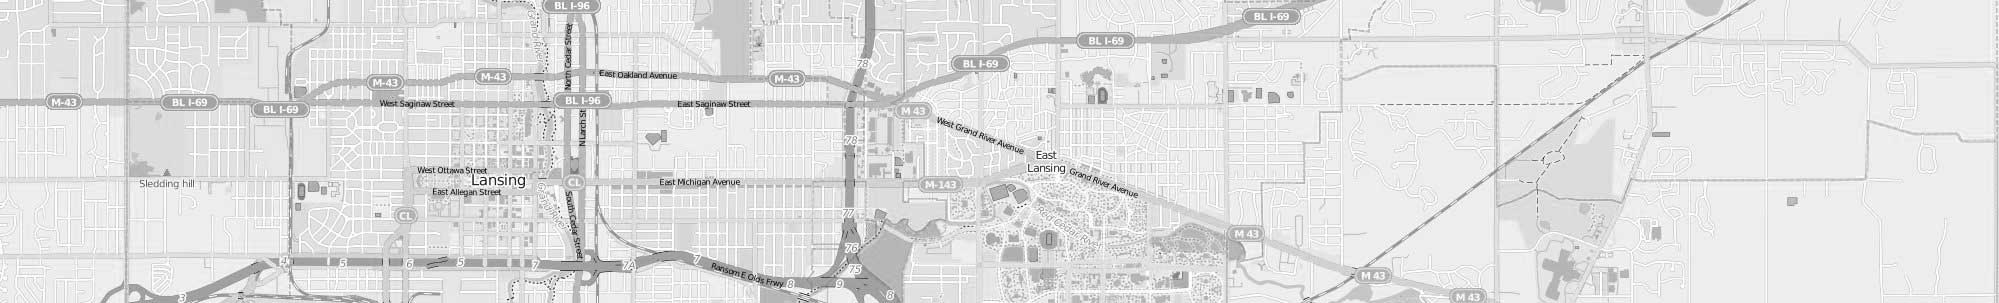 BL I-96
BL I-69
BL I-69
BL I-69
78
M-43
M-43
M-43
East Oakland Avenue
North Cedar Street
M-43
BL I-69
BL I-69
West Saginaw Street
BL I-96
East Saginaw Street
M 43
N Larch St
West Grand River Avenue
78
East
Lansing
West Ottawa Street
Lansing
Sledding hill
East Allegan Street
CL
East Michigan Avenue
M-143
Grand River Avenue
CL
South Cedar Street
77
M 43
76
4
5
6
5
7
7A
7
75
Ransom E Olds Frwy
8
9
8
3
M 43
M 43